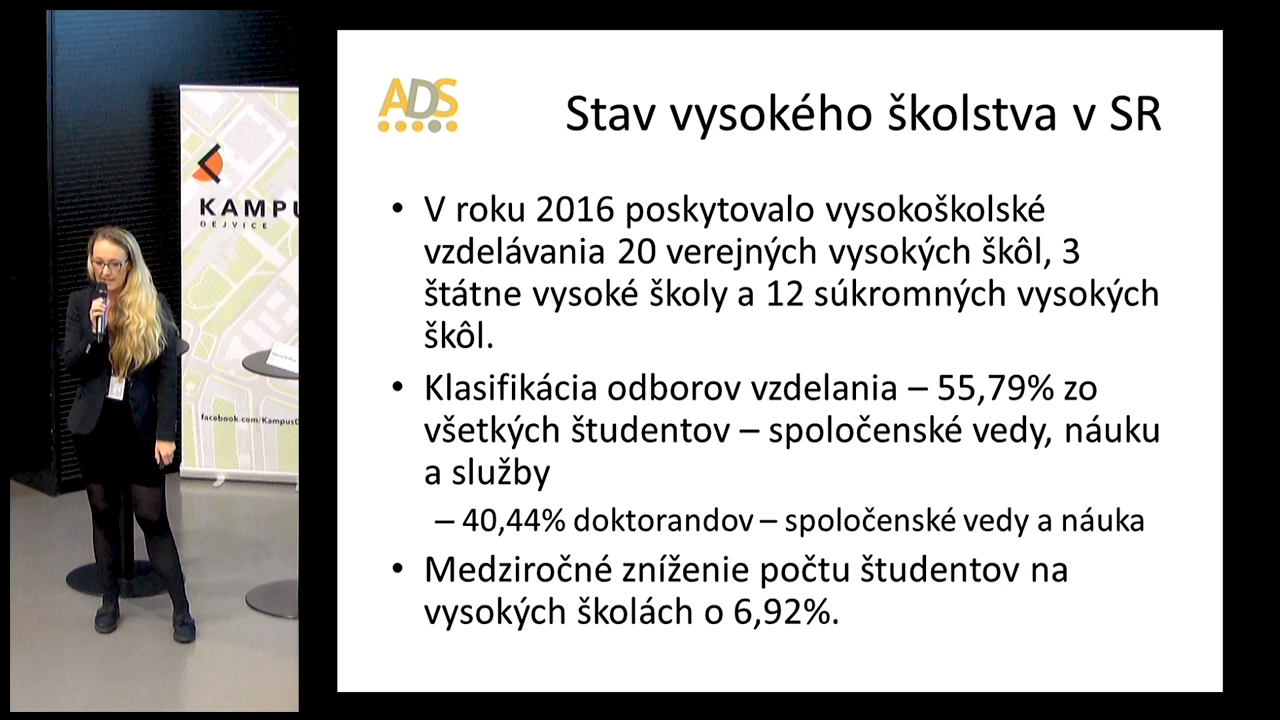 ADS
Stav vysokého školstva v SR
• V roku 2016 poskytovalo vysokoškolské
vzdelávania 20 verejných vysokých škôl, 3
štátne vysoké školy a 12 súkromných vysokých
škôl.
• Klasifikácia odborov vzdelania – 55,79% zo
všetkých študentov – spoločenské vedy, náuku
a služby
– 40,44% doktorandov – spoločenské vedy a náuka
• Medziročné zníženie počtu študentov na
vysokých školách o 6,92%.
KAMPU
DEJVICE
facebook.com/KampusD